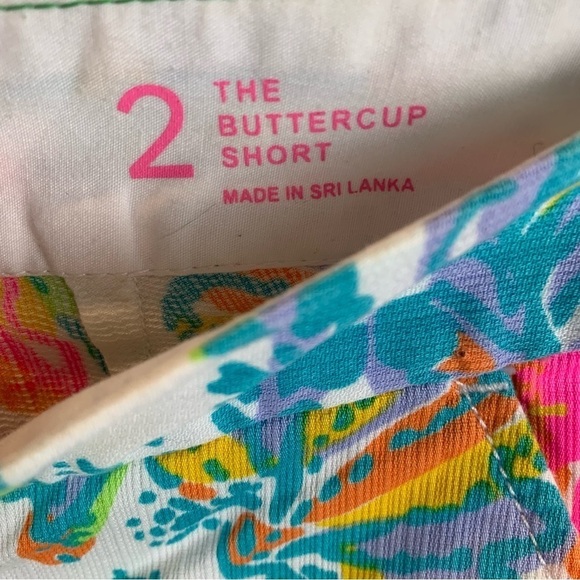 2
THE
BUTTERCUP
SHORT
MADE IN SRI LANKA